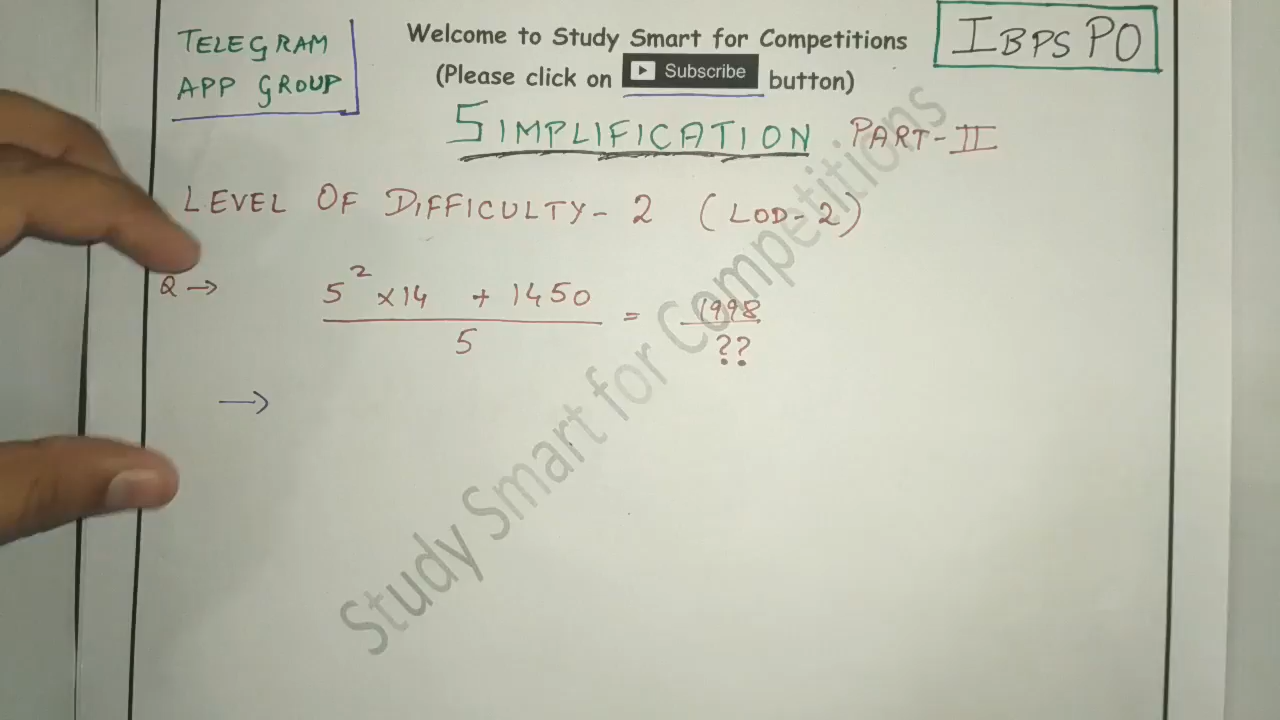 TELEGRAM
APP GROUP
Welcome to Study Smart for Competitions
(Please click on Subscribe button)
IBPS PO
SIMPLIFICATION PART-II
LEVEL OF DIFFICULTY- 2 (LOD-2)
Q → 5² ×14 + 1450 = 1998
5 ??
→
Study Smart for Competitions